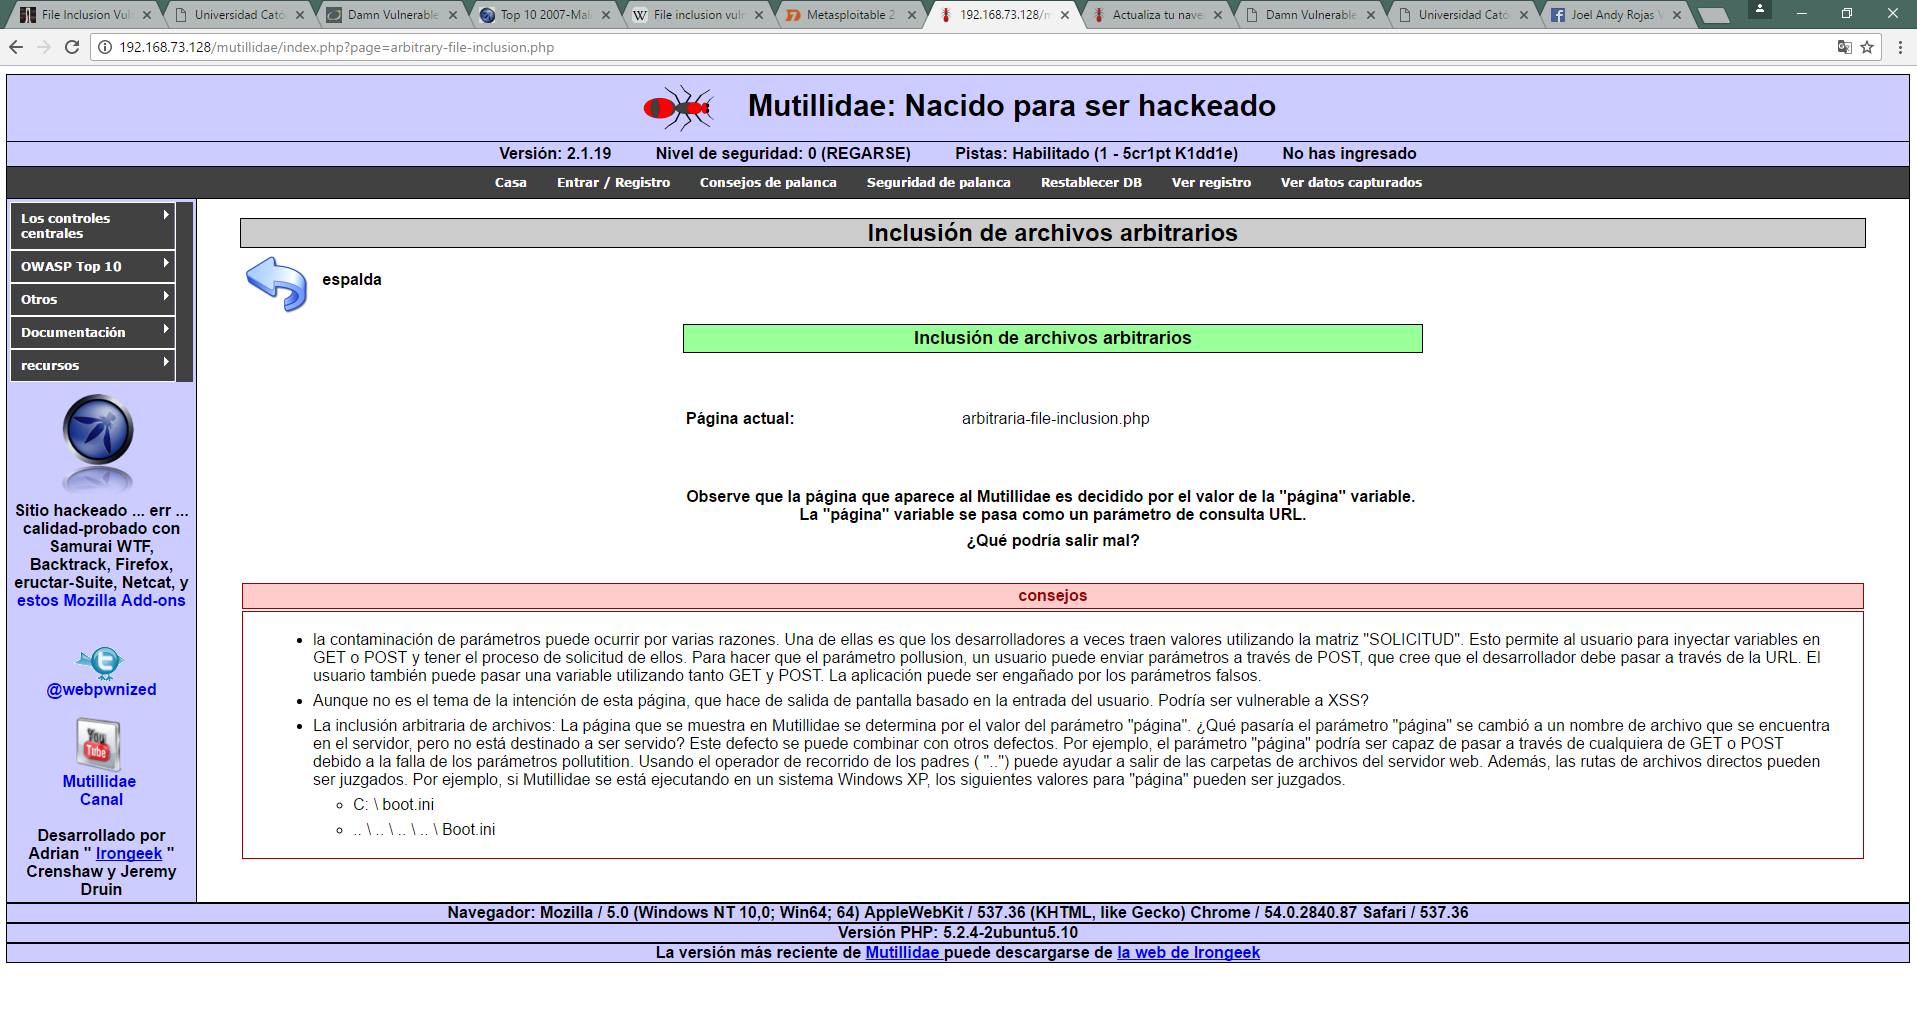 File Inclusion Vul
Universidad Cató
Damn Vulnerable
Top 10 2007-Mali
File inclusion vuln
Metasploitable 2
192.168.73.128/m
Actualiza tu nave
Damn Vulnerable
Universidad Cató
Joel Andy Rojas V
192.168.73.128/mutillidae/index.php?page=arbitrary-file-inclusion.php
Mutillidae: Nacido para ser hackeado
Versión: 2.1.19 Nivel de seguridad: 0 (REGARSE) Pistas: Habilitado (1 - 5cr1pt K1dd1e) No has ingresado
Casa Entrar / Registro Consejos de palanca Seguridad de palanca Restablecer DB Ver registro Ver datos capturados
Los controles
centrales
OWASP Top 10
Otros
Documentación
recursos
Sitio hackeado ... err ...
calidad-probado con
Samurai WTF,
Backtrack, Firefox,
eructar-Suite, Netcat, y
estos Mozilla Add-ons
@webpwnized
You
Tube
Mutillidae
Canal
Desarrollado por
Adrian " Irongeek "
Crenshaw y Jeremy
Druin
Inclusión de archivos arbitrarios
espalda
Inclusión de archivos arbitrarios
Página actual: arbitraria-file-inclusion.php
Observe que la página que aparece al Mutillidae es decidido por el valor de la "página" variable.
La "página" variable se pasa como un parámetro de consulta URL.
¿Qué podría salir mal?
consejos
• la contaminación de parámetros puede ocurrir por varias razones. Una de ellas es que los desarrolladores a veces traen valores utilizando la matriz "SOLICITUD". Esto permite al usuario para inyectar variables en
GET o POST y tener el proceso de solicitud de ellos. Para hacer que el parámetro pollusion, un usuario puede enviar parámetros a través de POST, que cree que el desarrollador debe pasar a través de la URL. El
usuario también puede pasar una variable utilizando tanto GET y POST. La aplicación puede ser engañado por los parámetros falsos.
• Aunque no es el tema de la intención de esta página, que hace de salida de pantalla basado en la entrada del usuario. Podría ser vulnerable a XSS?
• La inclusión arbitraria de archivos: La página que se muestra en Mutillidae se determina por el valor del parámetro "página". ¿Qué pasaría el parámetro "página" se cambió a un nombre de archivo que se encuentra
en el servidor, pero no está destinado a ser servido? Este defecto se puede combinar con otros defectos. Por ejemplo, el parámetro "página" podría ser capaz de pasar a través de cualquiera de GET o POST
debido a la falla de los parámetros pollutition. Usando el operador de recorrido de los padres ( "..") puede ayudar a salir de las carpetas de archivos del servidor web. Además, las rutas de archivos directos pueden
ser juzgados. Por ejemplo, si Mutillidae se está ejecutando en un sistema Windows XP, los siguientes valores para "página" pueden ser juzgados.
◦ C: \ boot.ini
◦ .. \ .. \ .. \ .. \ Boot.ini
Navegador: Mozilla / 5.0 (Windows NT 10,0; Win64; 64) AppleWebKit / 537.36 (KHTML, like Gecko) Chrome / 54.0.2840.87 Safari / 537.36
Versión PHP: 5.2.4-2ubuntu5.10
La versión más reciente de Mutillidae puede descargarse de la web de Irongeek